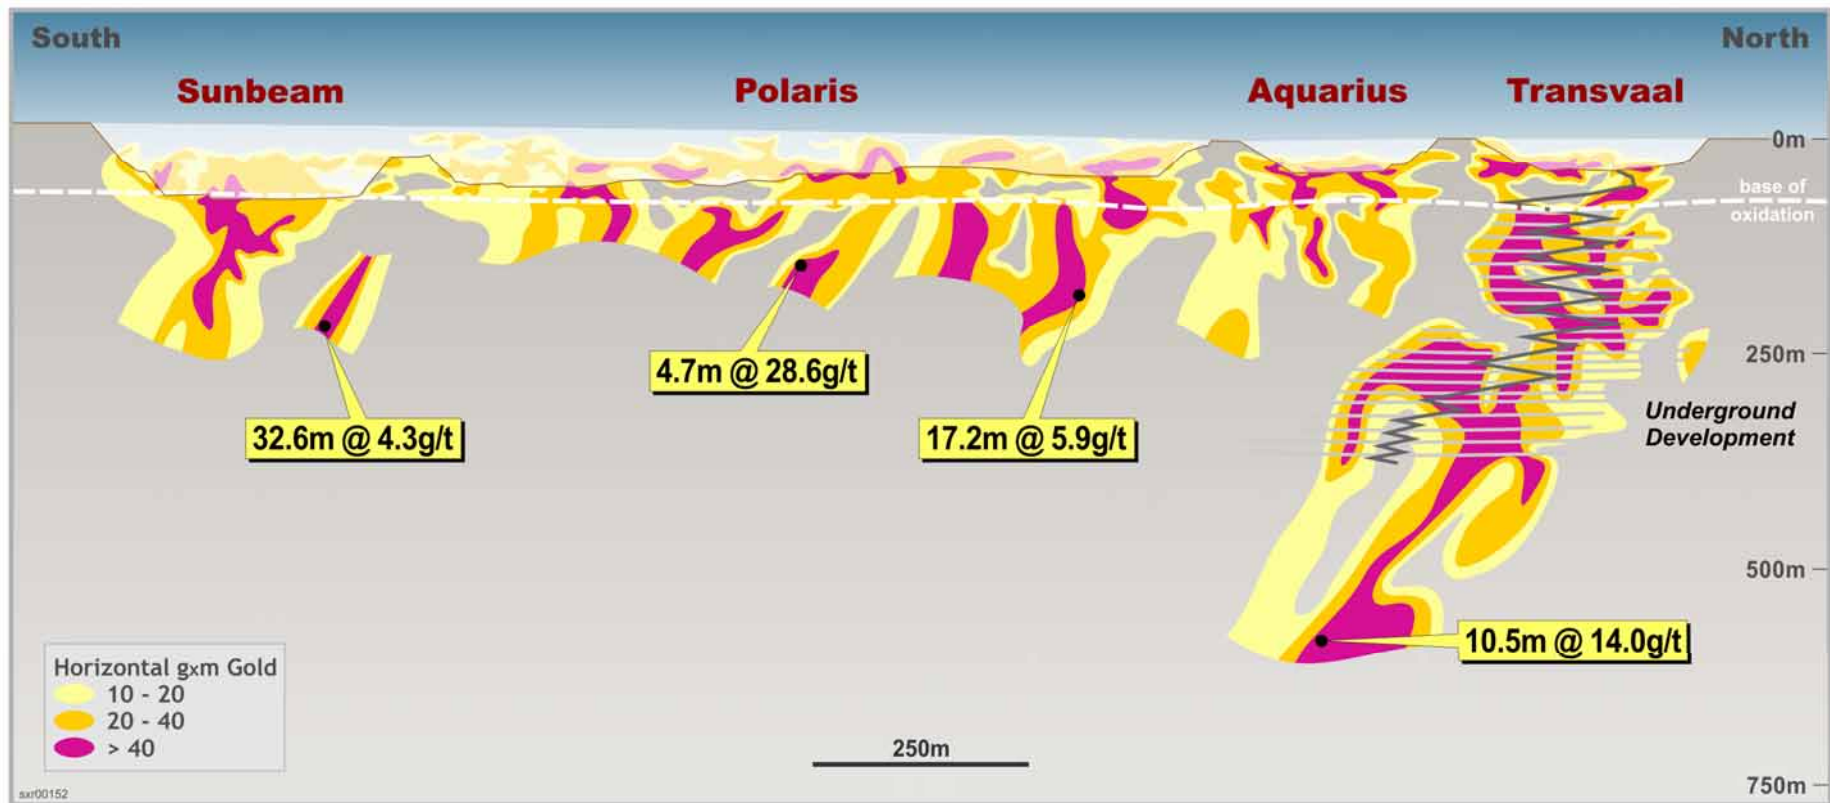 South
North
Sunbeam
Polaris
Aquarius
Transvaal
0m
base of
oxidation
250m
4.7m @ 28.6g/t
32.6m @ 4.3g/t
17.2m @ 5.9g/t
Underground
Development
500m
10.5m @ 14.0g/t
Horizontal gxm Gold
10 - 20
20 - 40
> 40
250m
750m
sxr00152